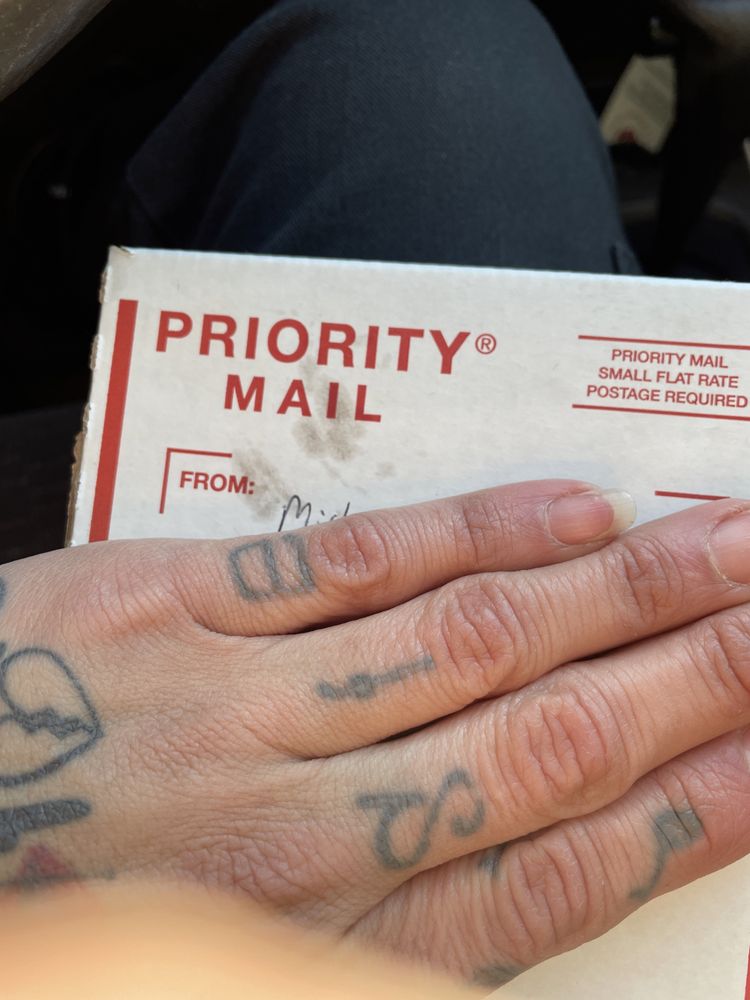 PRIORITY®
MAIL
PRIORITY MAIL
SMALL FLAT RATE
POSTAGE REQUIRED
FROM: